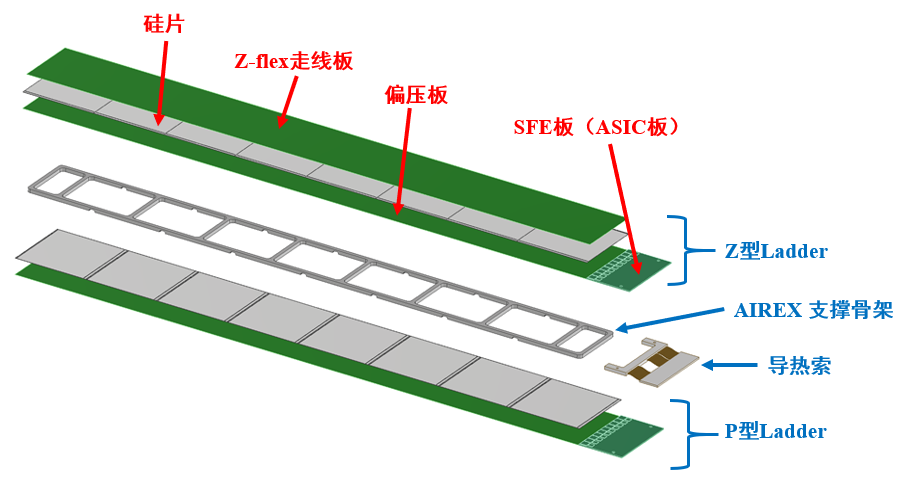 硅片
Z-flex走线板
偏压板
SFE板（ASIC板）
Z型Ladder
AIREX 支撑骨架
导热索
P型Ladder